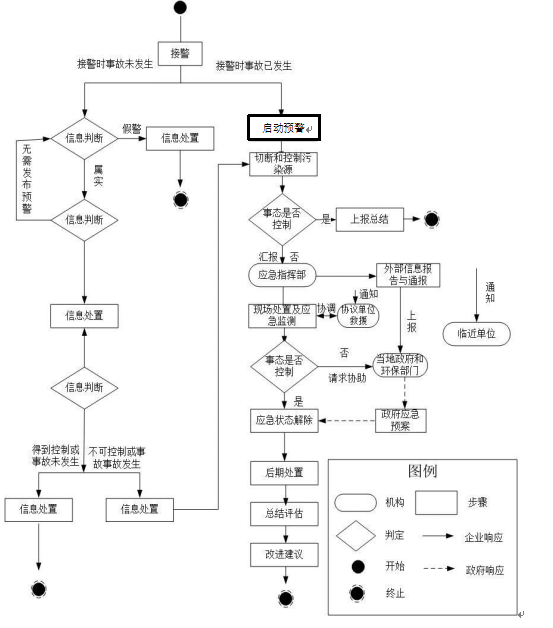 接警
接警时事故未发生
接警时事故已发生
启动预警
信息判断
假警
信息处置
无需发布预警
属实
切断和控制污
染源
信息判断
事态是否
控制
是
上报总结
汇报
否
应急指挥部
外部信息报
告与通报
通知
信息处置
现场处置及应
急监测
协调
通知
协议单位
救援
上报
临近单位
信息判断
事态是否
控制
否
请求协助
当地政府和
环保部门
是
应急状态解除
政府应急
预案
得到控制或
事故未发生
不可控制或事
故事故发生
信息处置
信息处置
后期处置
总结评估
改进建议
图例
机构
步骤
判定
企业响应
开始
政府响应
终止